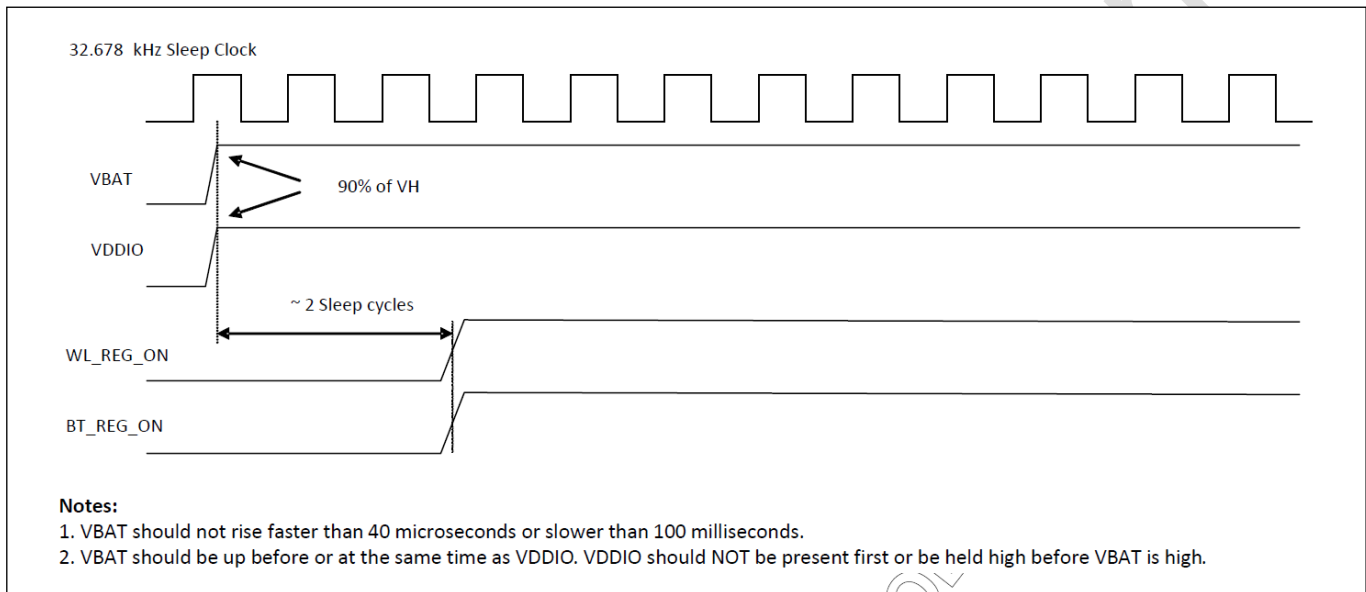 32.678 kHz Sleep Clock
VBAT
90% of VH
VDDIO
~ 2 Sleep cycles
WL_REG_ON
BT_REG_ON
Notes:
1. VBAT should not rise faster than 40 microseconds or slower than 100 milliseconds.
2. VBAT should be up before or at the same time as VDDIO. VDDIO should NOT be present first or be held high before VBAT is high.